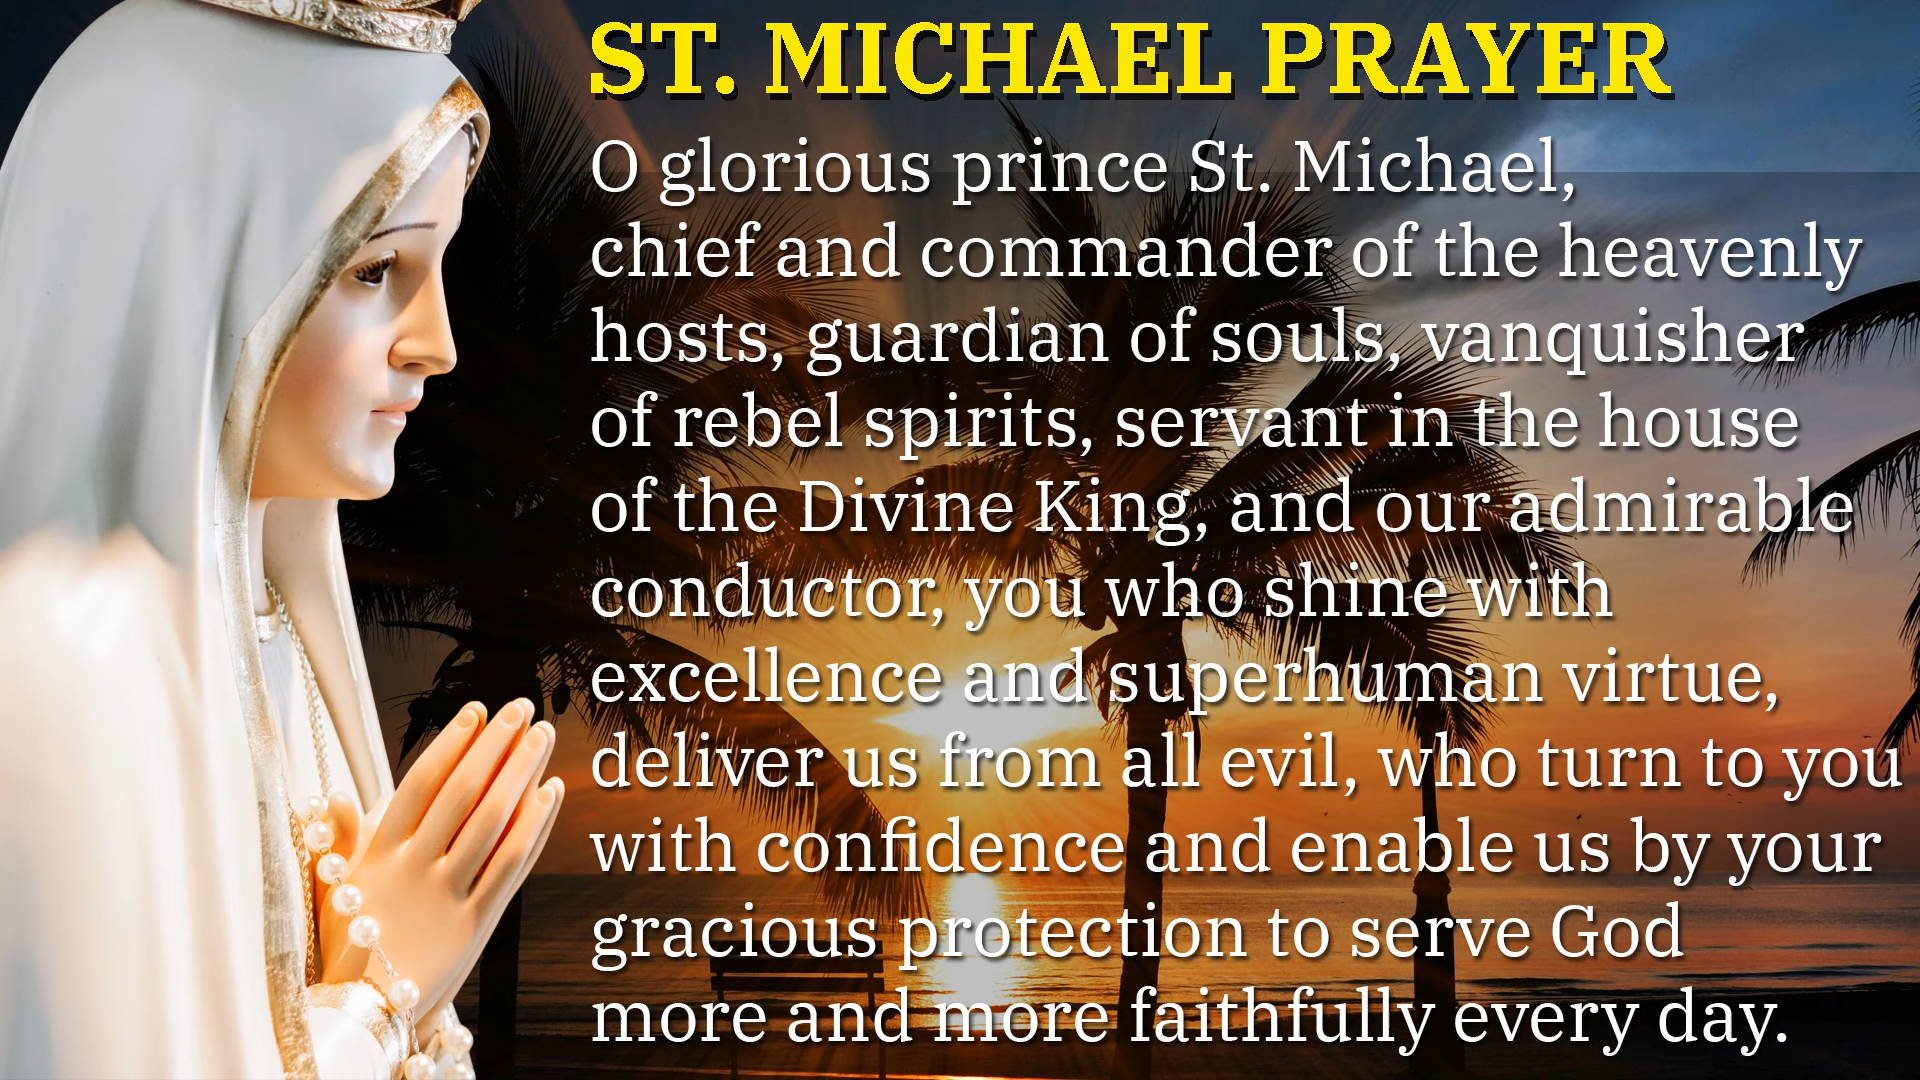 ST. MICHAEL PRAYER
O glorious prince St. Michael,
chief and commander of the heavenly
hosts, guardian of souls, vanquisher
of rebel spirits, servant in the house
of the Divine King, and our admirable
conductor, you who shine with
excellence and superhuman virtue,
deliver us from all evil, who turn to you
with confidence and enable us by your
gracious protection to serve God
more and more faithfully every day.